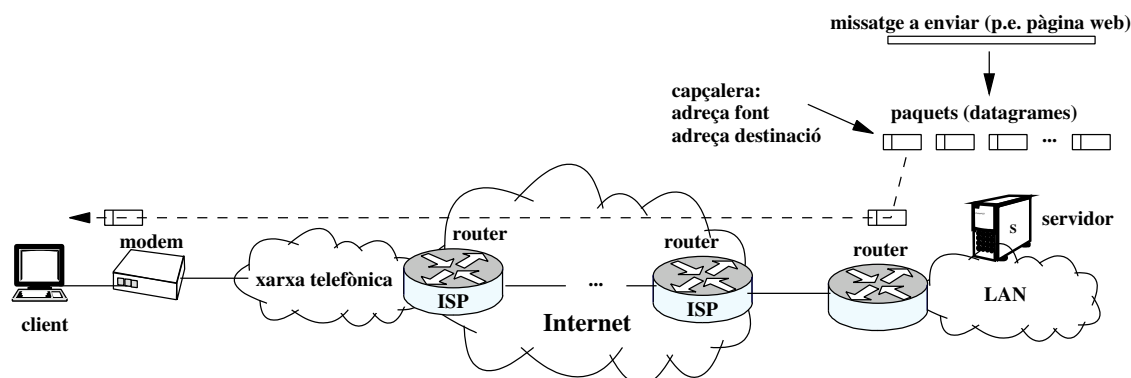 missatge a enviar (p.e. pàgina web)
capçalera:
adreça font
adreça destinació
paquets (datagrames)
...
modem
router
router
router
servidor
S
xarxa telefònica
ISP
...
ISP
LAN
client
Internet